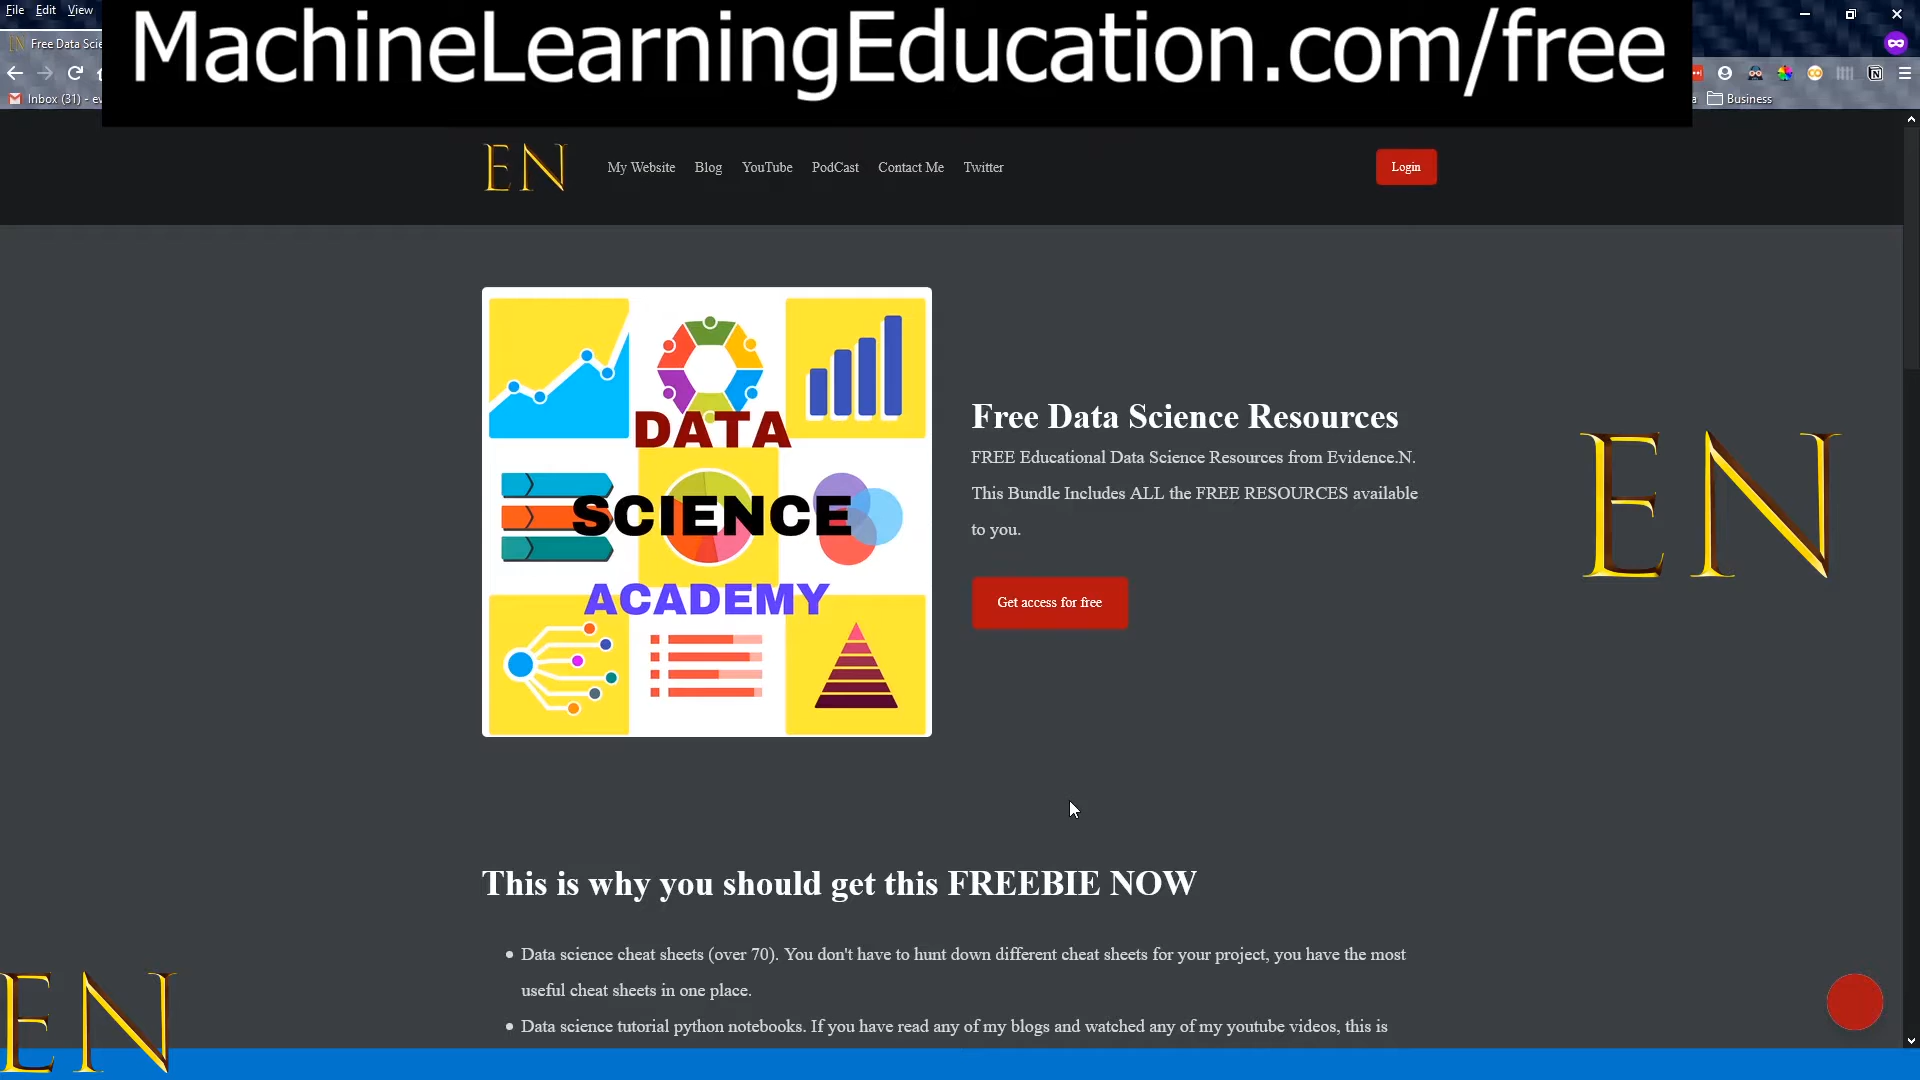 File Edit View
MachineLearningEducation.com/free
Free Data Scie
Inbox (31) - ev
Business
EN
My Website Blog YouTube PodCast Contact Me Twitter
Login
DATA
SCIENCE
ACADEMY
Free Data Science Resources
FREE Educational Data Science Resources from Evidence.N.
This Bundle Includes ALL the FREE RESOURCES available
to you.
Get access for free
EN
This is why you should get this FREEBIE NOW
Data science cheat sheets (over 70). You don't have to hunt down different cheat sheets for your project, you have the most
useful cheat sheets in one place.
Data science tutorial python notebooks. If you have read any of my blogs and watched any of my youtube videos, this is
EN